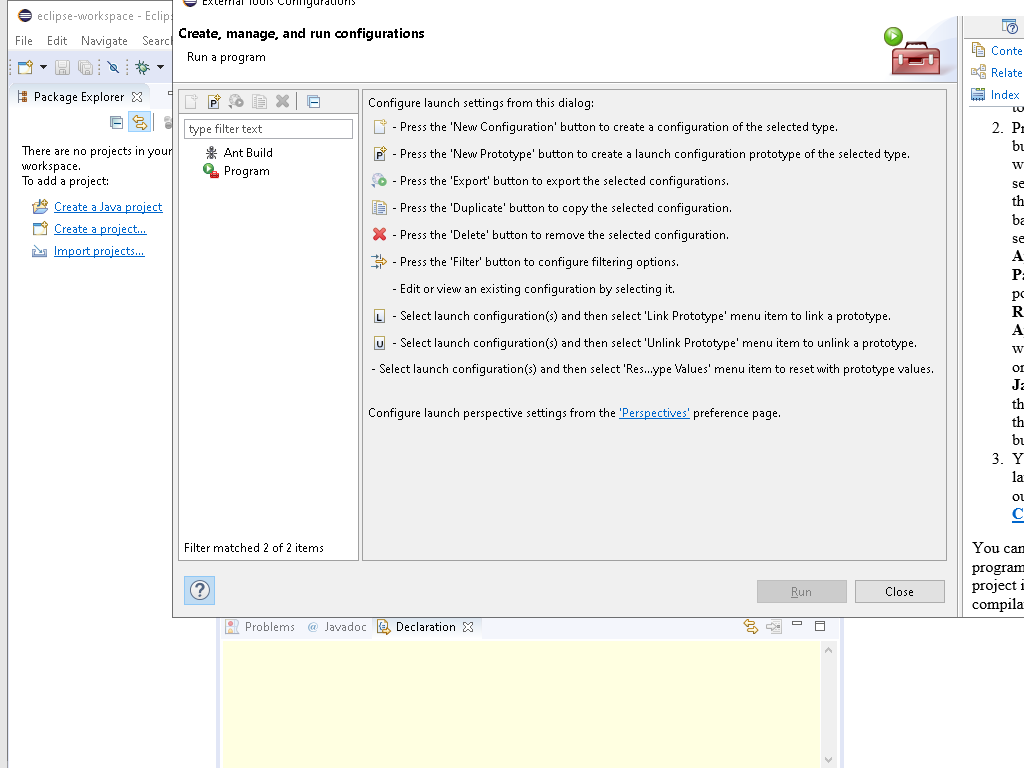 eclipse-workspace - Eclips
External Tools Configurations
File Edit Navigate Search
Create, manage, and run configurations
Run a program
Package Explorer
type filter text
Ant Build
Program
Filter matched 2 of 2 items
There are no projects in your
workspace.
To add a project:
Create a Java project
Create a project...
Import projects...
Configure launch settings from this dialog:
- Press the 'New Configuration' button to create a configuration of the selected type.
- Press the 'New Prototype' button to create a launch configuration prototype of the selected type.
- Press the 'Export' button to export the selected configurations.
- Press the 'Duplicate' button to copy the selected configuration.
- Press the 'Delete' button to remove the selected configuration.
- Press the 'Filter' button to configure filtering options.
- Edit or view an existing configuration by selecting it.
L - Select launch configuration(s) and then select 'Link Prototype' menu item to link a prototype.
U - Select launch configuration(s) and then select 'Unlink Prototype' menu item to unlink a prototype.
- Select launch configuration(s) and then select 'Res...ype Values' menu item to reset with prototype values.
Configure launch perspective settings from the 'Perspectives' preference page.
Run Close
Problems @ Javadoc Declaration
Conte
Relate
Index
to
2. Pr
bu
w
se
th
ba
se
A
Pa
po
R
A
w
or
Ja
th
th
bu
3. Y
la
ou
C
You can
program
project i
compila